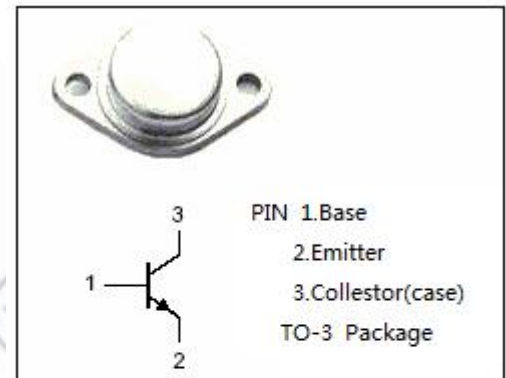 3
PIN 1.Base
2.Emitter
1
3.Collestor(case)
TO-3 Package
2